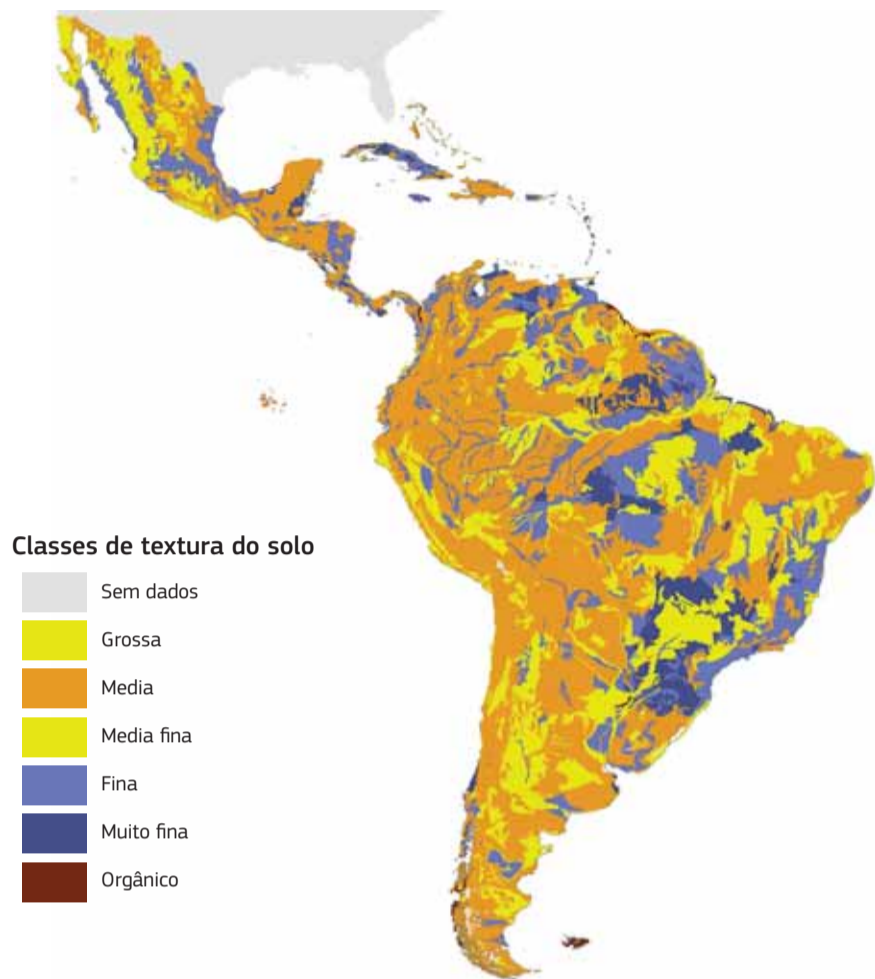 Classes de textura do solo
Sem dados
Grossa
Media
Media fina
Fina
Muito fina
Orgânico